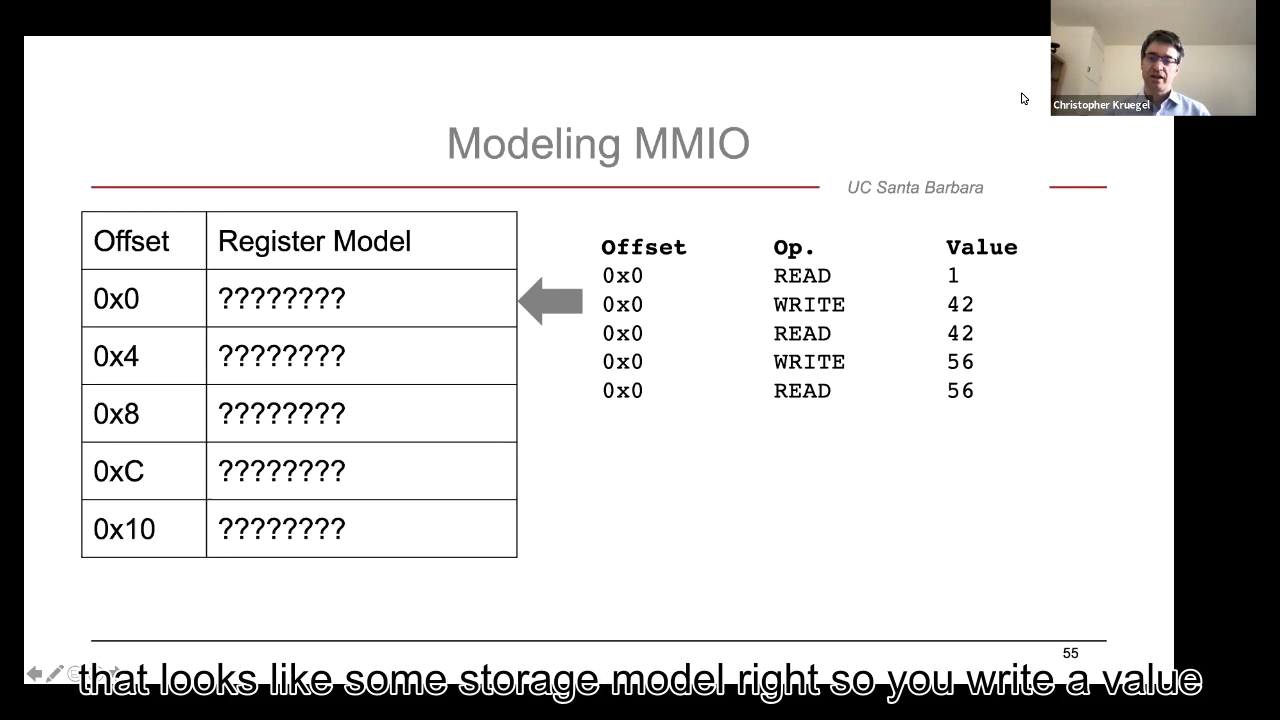 Christopher Kruegel
Modeling MMIO
UC Santa Barbara
Offset Register Model
0x0 ????????
0x4 ????????
0x8 ????????
0xC ????????
0x10 ????????
Offset Op. Value
0x0 READ 1
0x0 WRITE 42
0x0 READ 42
0x0 WRITE 56
0x0 READ 56
55
that looks like some storage model right so you write a value